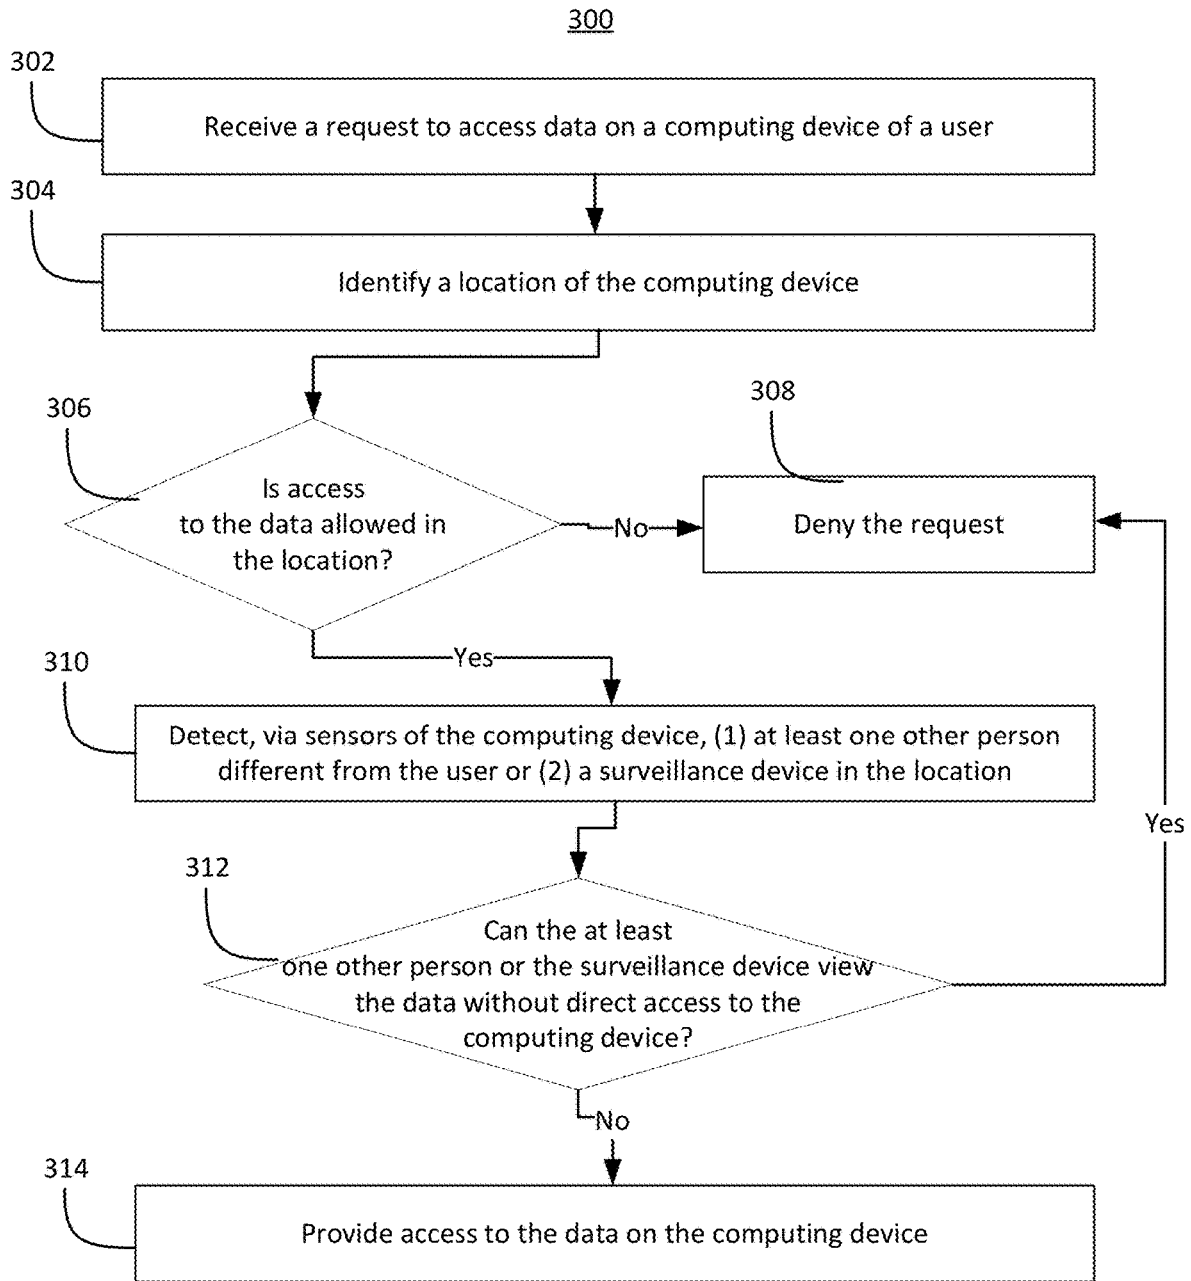 300
302
Receive a request to access data on a computing device of a user
304
Identify a location of the computing device
306
308
Is access
to the data allowed in
the location?
No
Deny the request
Yes
310
Detect, via sensors of the computing device, (1) at least one other person
different from the user or (2) a surveillance device in the location
Yes
312
Can the at least
one other person or the surveillance device view
the data without direct access to the
computing device?
No
314
Provide access to the data on the computing device